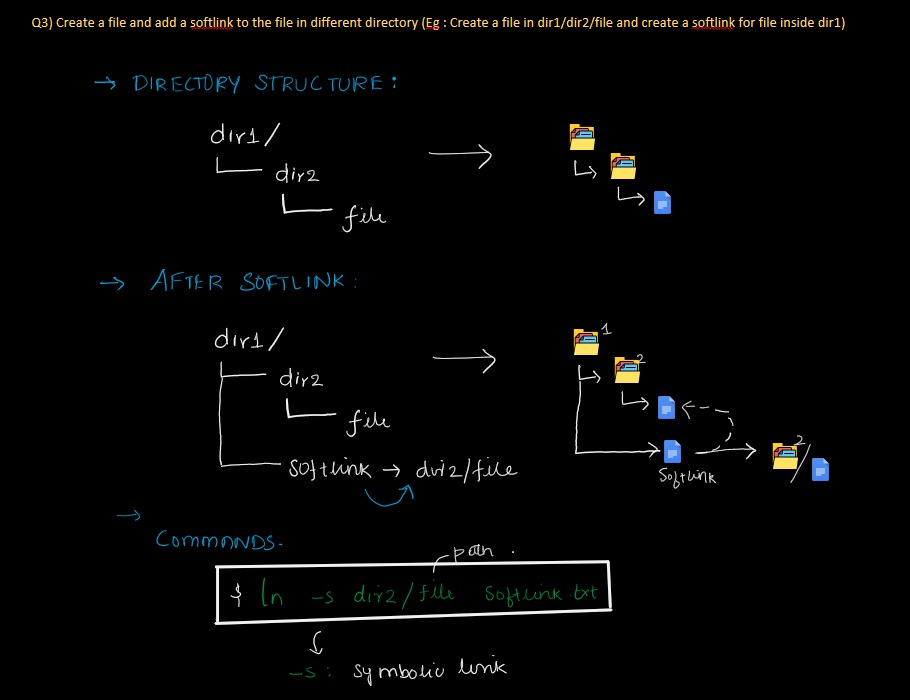 Q3) Create a file and add a softlink to the file in different directory (Eg : Create a file in dir1/dir2/file and create a softlink for file inside dir1)
→ DIRECTORY STRUCTURE :
dir1/
dir2
file
→ AFTER SOFTLINK :
dir1/
1
dir2
2
file
softlink → dir2/file
2/
Softlink
→
COMMANDS-
path .
$ ln -s dir2/file Softlink.txt
-s : symbolic link